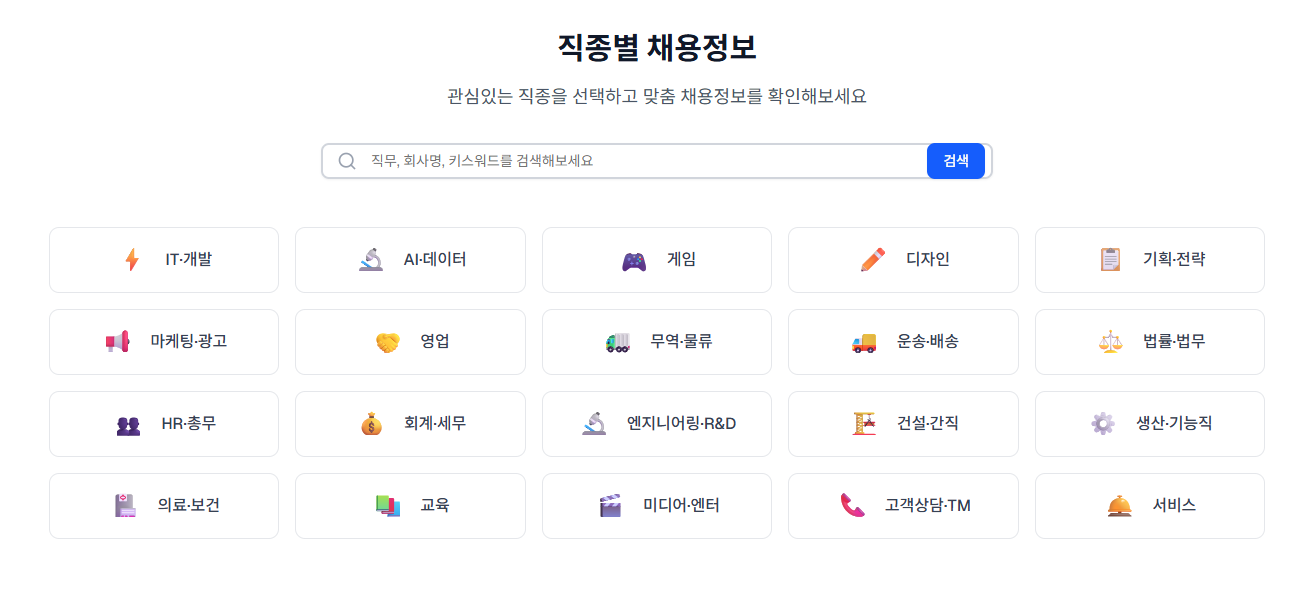 직종별 채용정보
관심있는 직종을 선택하고 맞춤 채용정보를 확인해보세요
직무, 회사명, 키스워드를 검색해보세요
검색
IT·개발
AI·데이터
게임
디자인
기획·전략
마케팅·광고
영업
무역·물류
운송·배송
법률·법무
HR·총무
회계·세무
엔지니어링·R&D
건설·간직
생산·기능직
의료·보건
교육
미디어·엔터
고객상담·TM
서비스